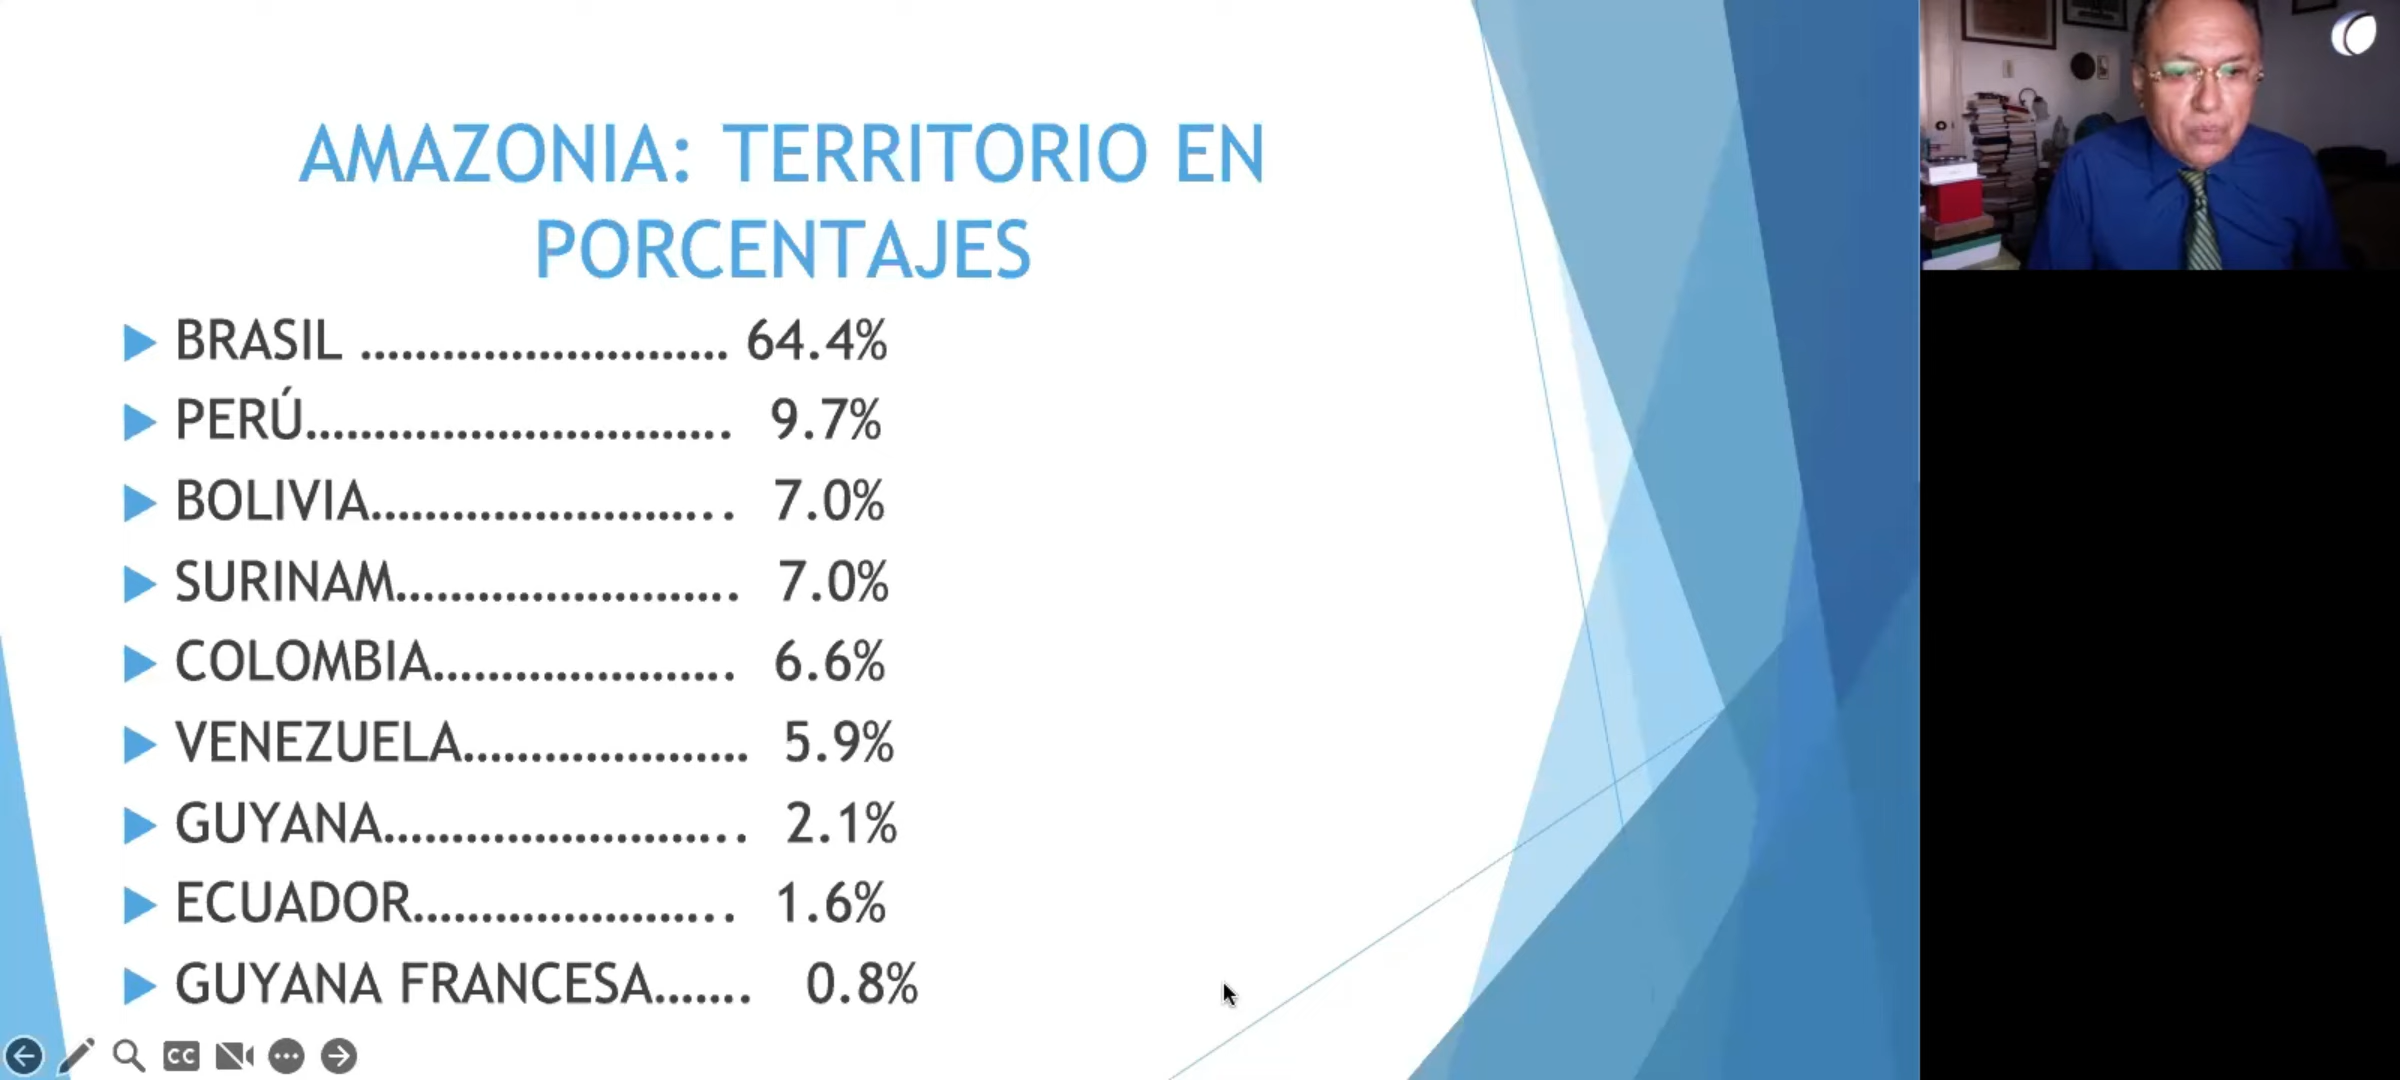 AMAZONIA: TERRITORIO EN
PORCENTAJES
BRASIL ........................... 64.4%
PERÚ................................ 9.7%
BOLIVIA.......................... 7.0%
SURINAM......................... 7.0%
COLOMBIA...................... 6.6%
VENEZUELA..................... 5.9%
GUYANA.......................... 2.1%
ECUADOR....................... 1.6%
GUYANA FRANCESA....... 0.8%
CC